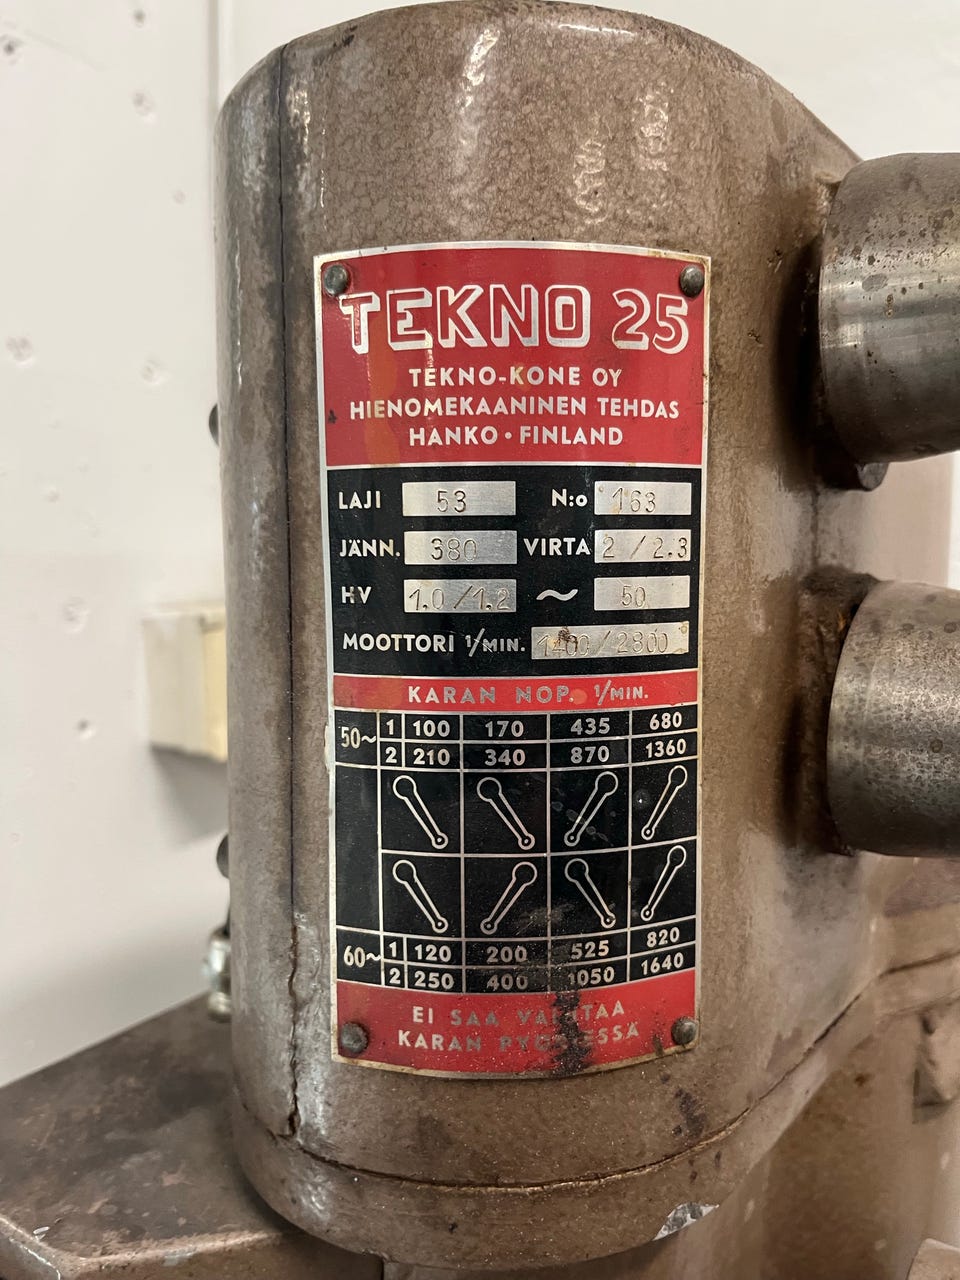 TEKNO 25
TEKNO-KONE OY
HIENOMEKAANINEN TEHDAS
HANKO · FINLAND
LAJI 53 N:o 163
JÄNN. 380 VIRTA 2 / 2.3
HV 1.0 / 1.2 ~ 50
MOOTTORI 1/MIN. 1400 / 2800
KARAN NOP. 1/MIN.
50~ 1 100 170 435 680
2 210 340 870 1360
60~ 1 120 200 525 820
2 250 400 1050 1640
EI SAA VAIHTAA
KARAN PYÖRIESSÄ